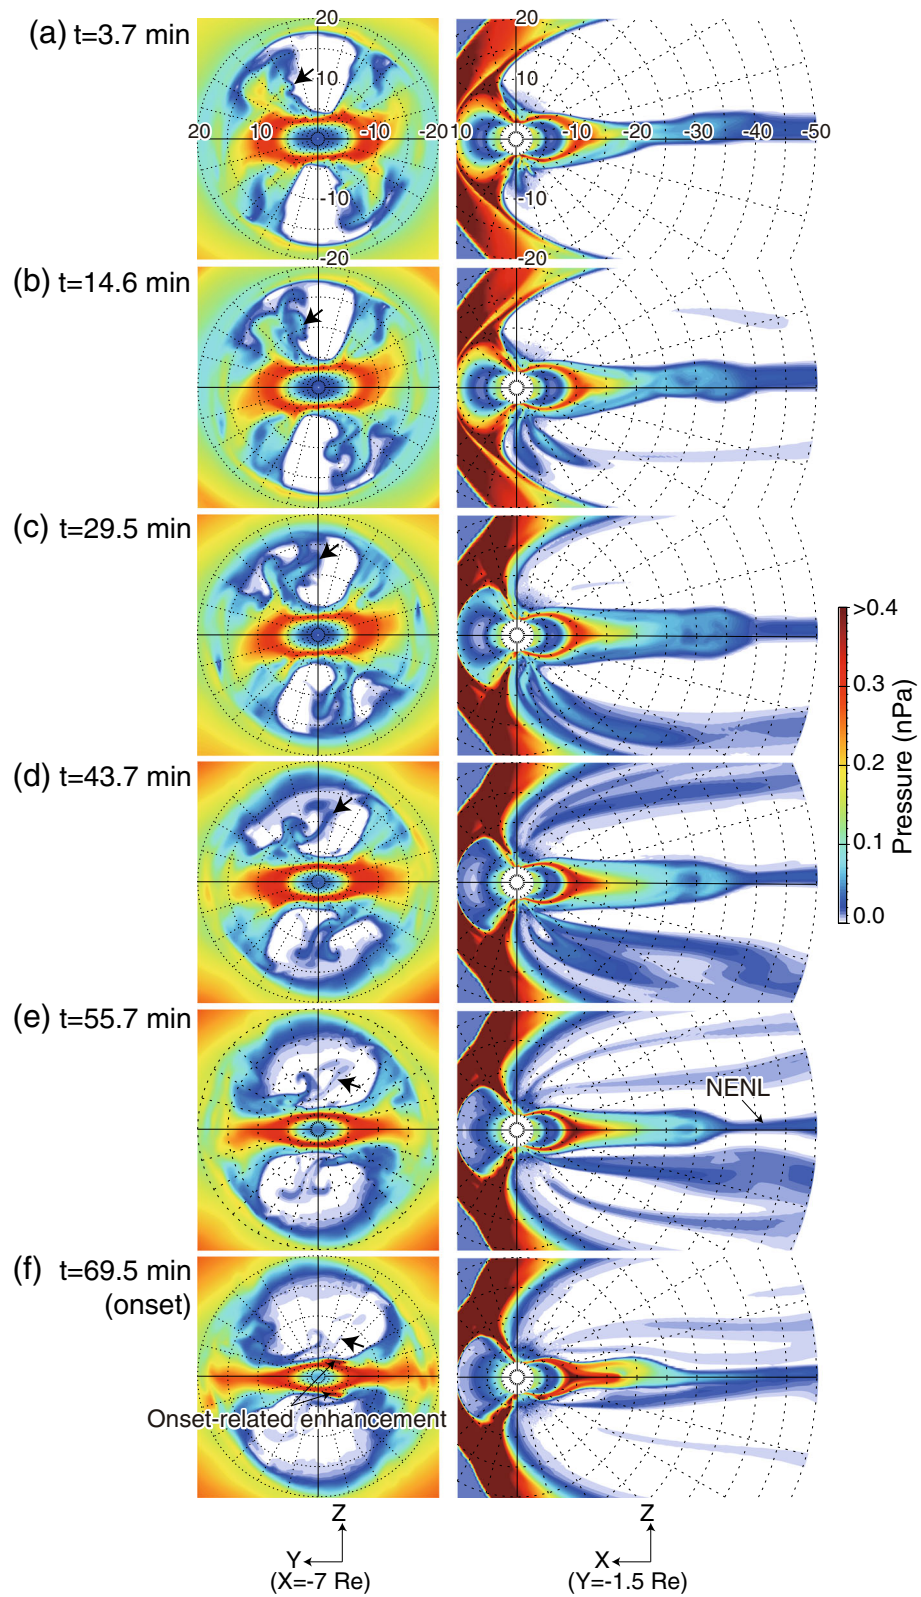 (a) t=3.7 min
20
10
20 10 -10 -20
-10
-20
20
10
10 -10 -20 -30 -40 -50
-10
-20
(b) t=14.6 min
(c) t=29.5 min
(d) t=43.7 min
(e) t=55.7 min
NENL
(f) t=69.5 min
(onset)
Onset-related enhancement
>0.4
0.3
0.2
0.1
0.0
Pressure (nPa)
Z
Y
(X=-7 Re)
Z
X
(Y=-1.5 Re)